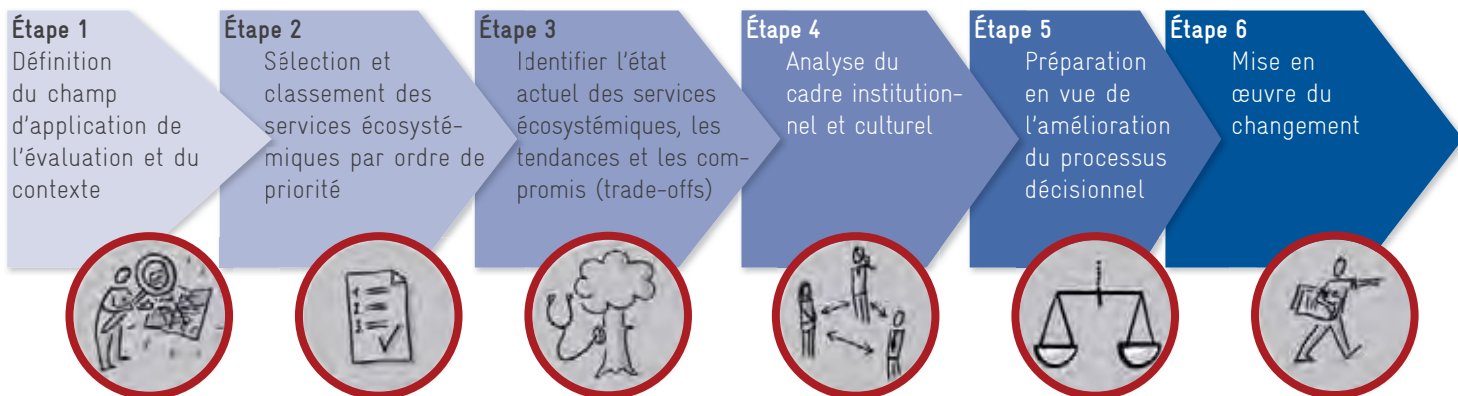 Étape 1
Définition
du champ
d'application de
l'évaluation et du
contexte
Étape 2
Sélection et
classement des
services écosysté-
miques par ordre de
priorité
Étape 3
Identifier l'état
actuel des services
écosystémiques, les
tendances et les com-
promis (trade-offs)
Étape 4
Analyse du
cadre institution-
nel et culturel
Étape 5
Préparation
en vue de
l'amélioration
du processus
décisionnel
Étape 6
Mise en
œuvre du
changement
1
2
3